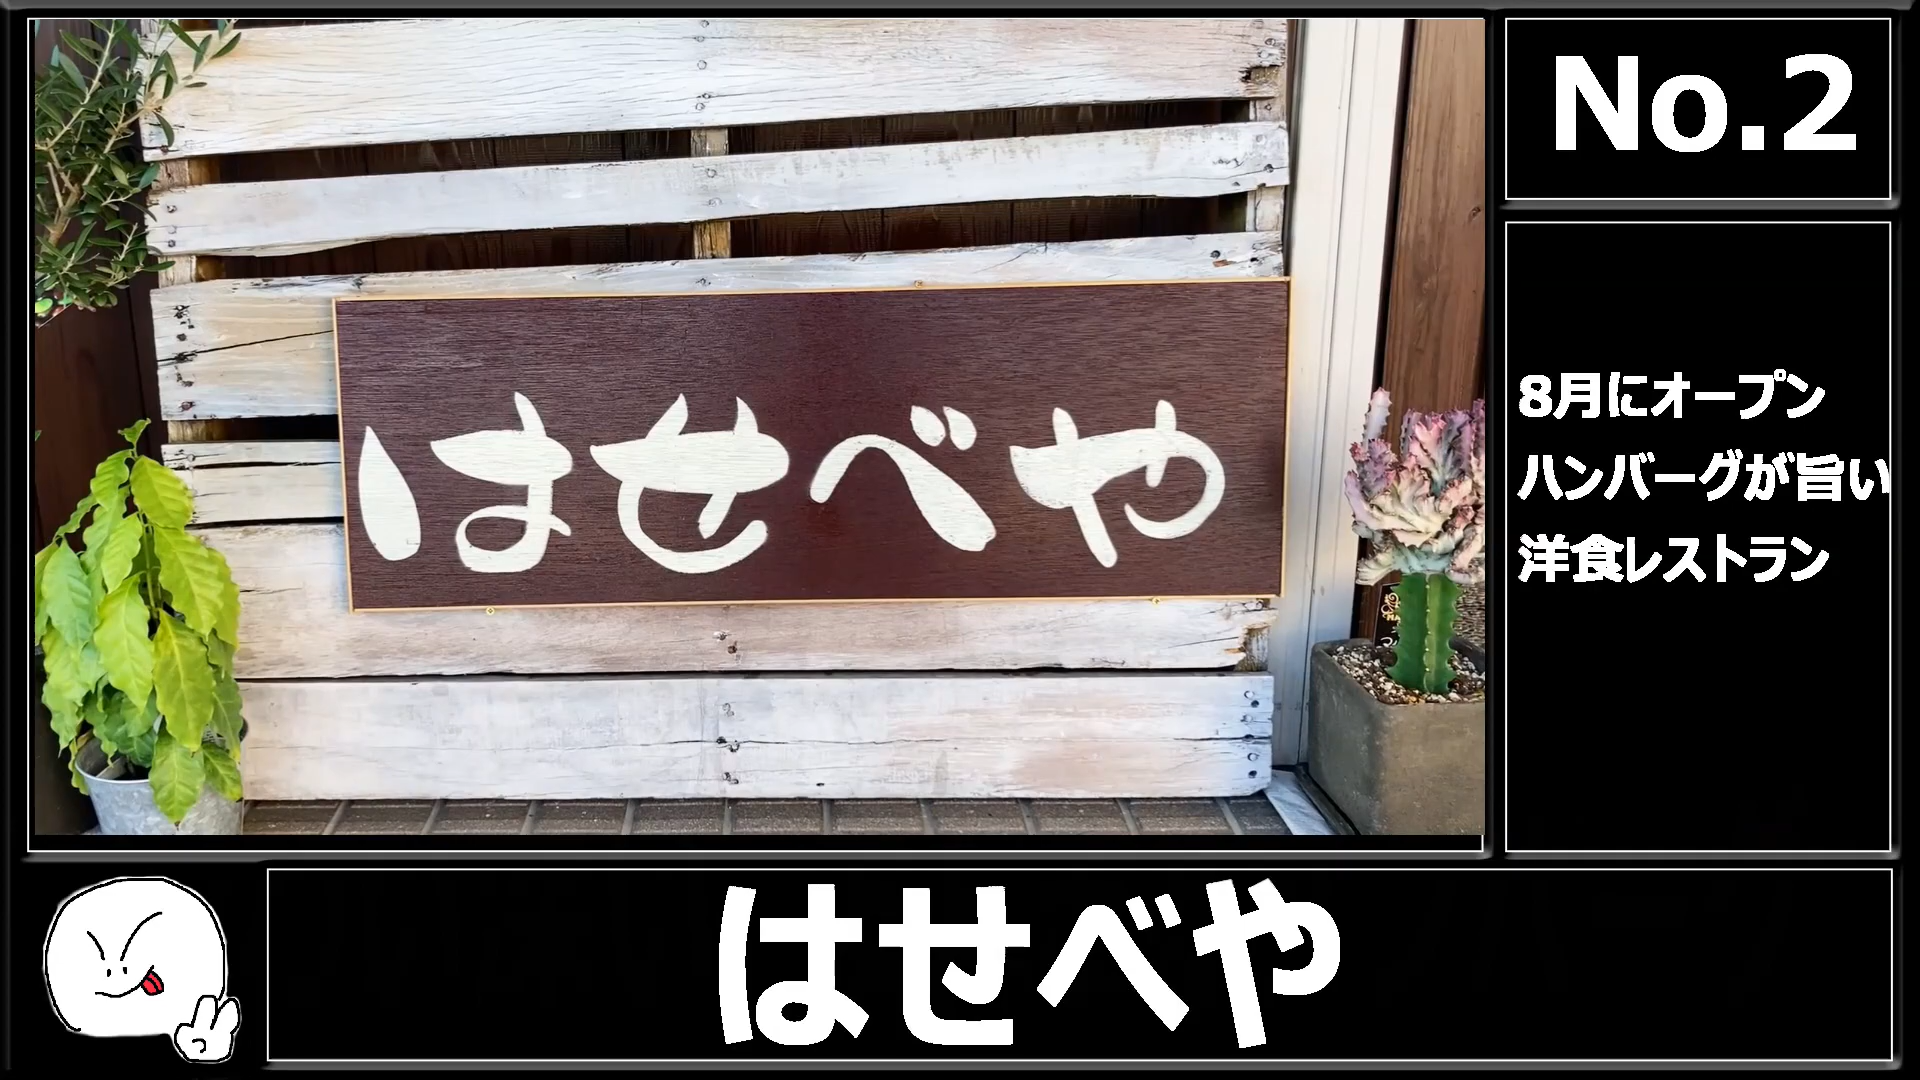 No.2
はせべや
8月にオープン
ハンバーグが旨い
洋食レストラン
はせべや